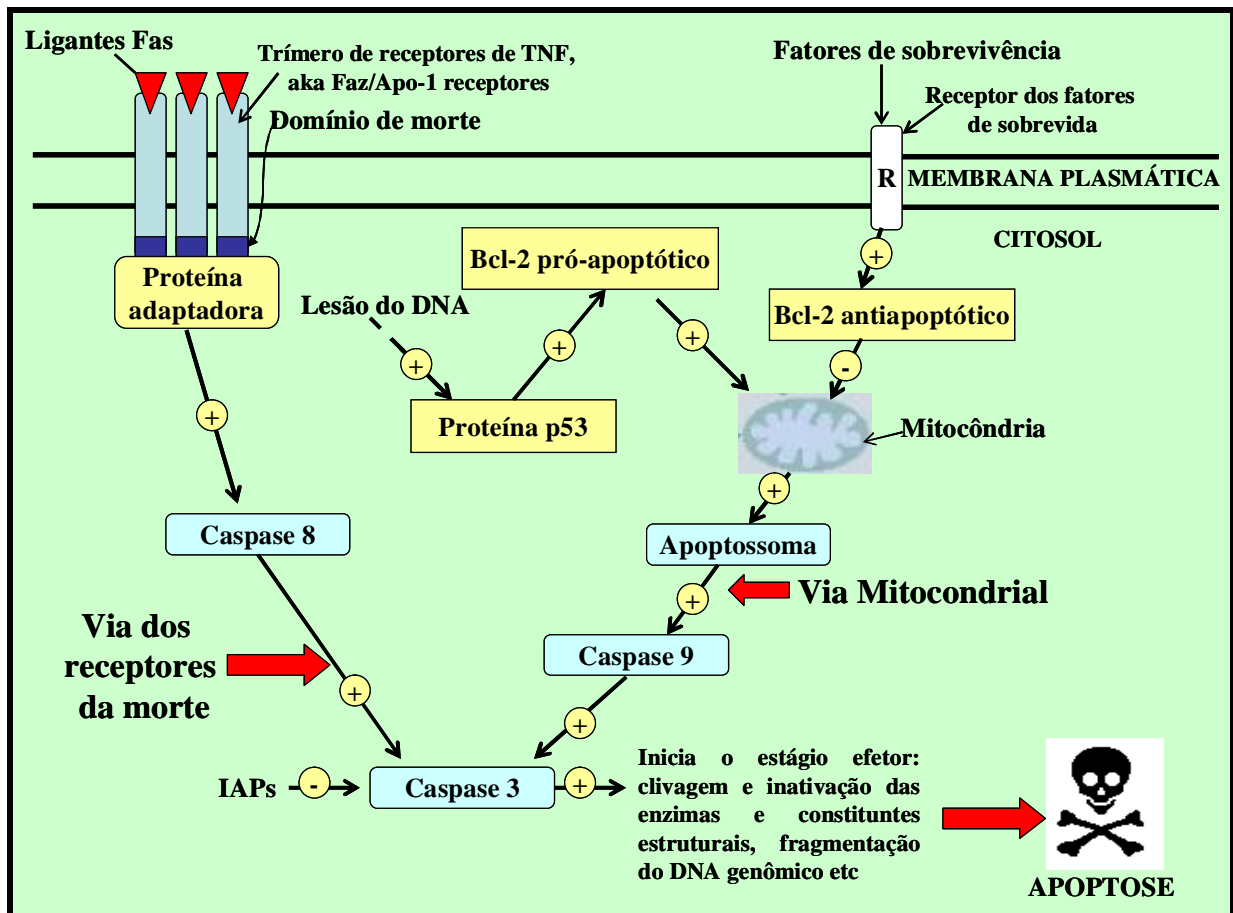 Ligantes Fas
Trímero de receptores de TNF,
aka Faz/Apo-1 receptores
Domínio de morte
Fatores de sobrevivência
Receptor dos fatores
de sobrevida
R
MEMBRANA PLASMÁTICA
CITOSOL
Proteína
adaptadora
Bcl-2 pró-apoptótico
+
Lesão do DNA
Bcl-2 antiapoptótico
+
+
+
-
+
Proteína p53
Mitocôndria
+
Caspase 8
Apoptossoma
+
Via Mitocondrial
Via dos
receptores
da morte
Caspase 9
+
+
IAPs
-
Caspase 3
+
Inicia o estágio efetor:
clivagem e inativação das
enzimas e constituntes
estruturais, fragmentação
do DNA genômico etc
APOPTOSE